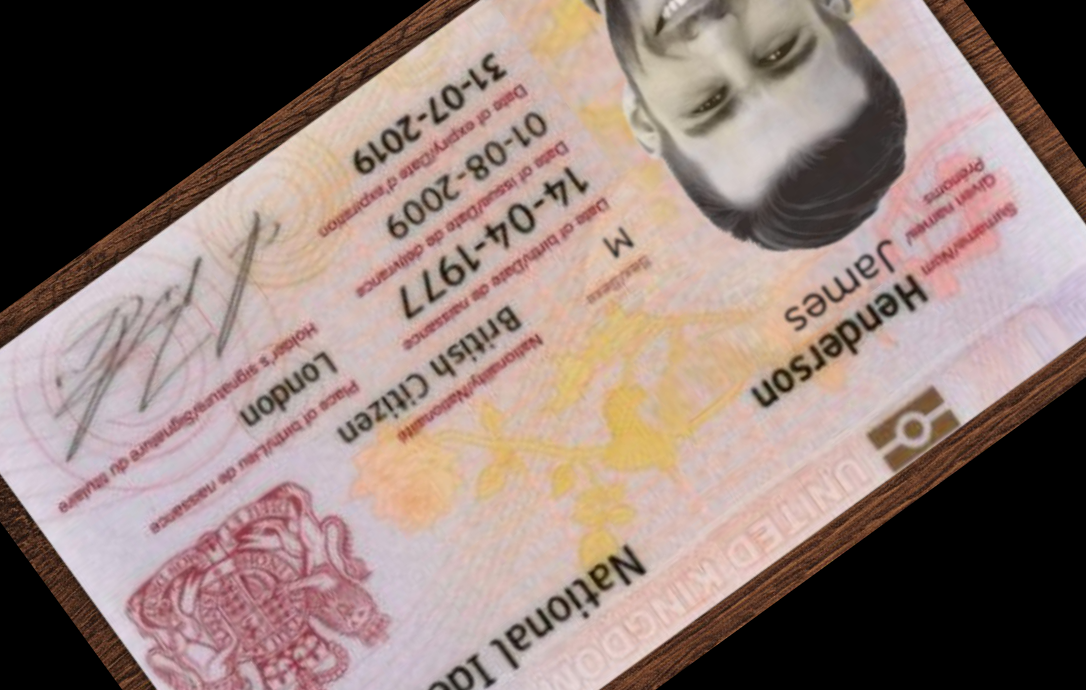 UNITED KINGDOM
National Ide
Surname/Nom
Henderson
Given names/
Prénoms
James
Sex/Sexe
M
Nationality/Nationalité
British Citizen
Date of birth/Date de naissance
14-04-1977
Place of birth/Lieu de naissance
London
Date of issue/Date de délivrance
01-08-2009
Date of expiry/Date d'expiration
31-07-2019
Holder's signature/Signature du titulaire